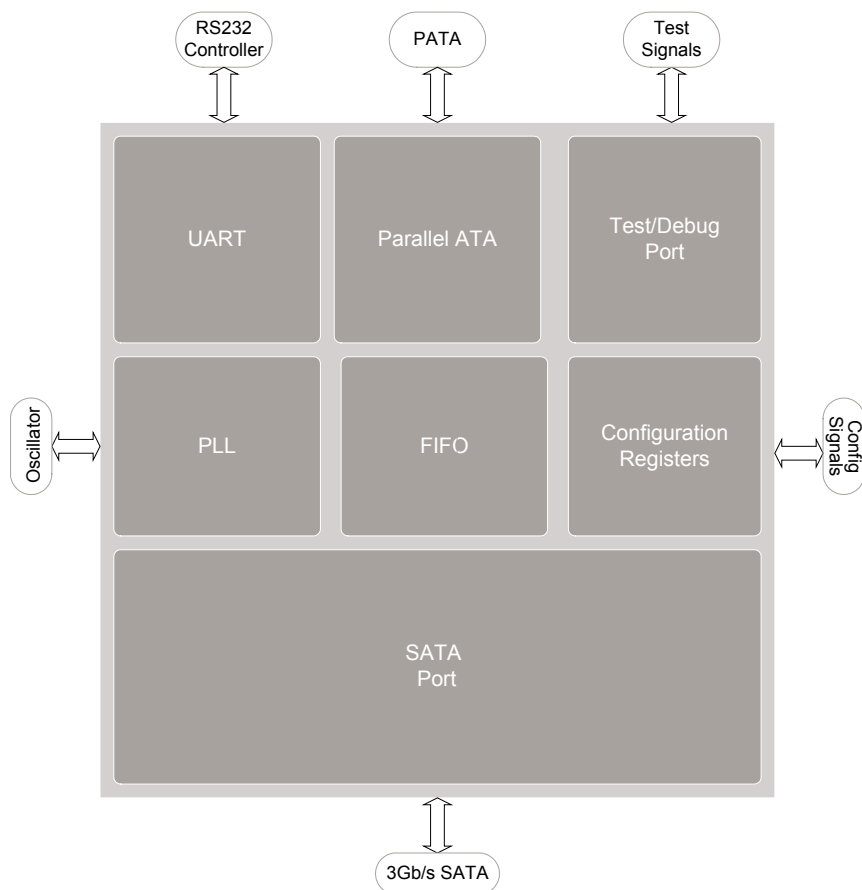 RS232
Controller
PATA
Test
Signals
UART
Parallel ATA
Test/Debug
Port
Oscillator
PLL
FIFO
Configuration
Registers
Config
Signals
SATA
Port
3Gb/s SATA